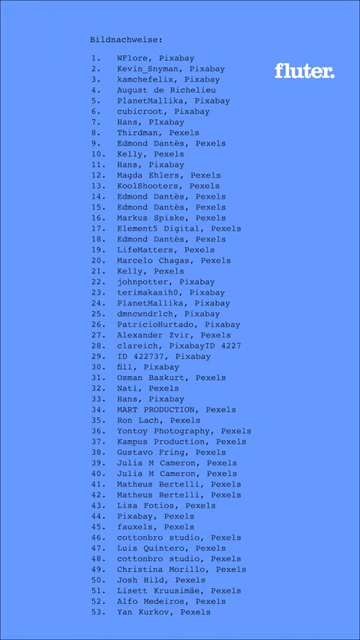 Bildnachweise:
fluter.
1. WFlore, Pixabay
2. Kevin_Snyman, Pixabay
3. kamchefelix, Pixabay
4. August de Richelieu
5. PlanetMallika, Pixabay
6. cubicroot, Pixabay
7. Hans, PIxabay
8. Thirdman, Pexels
9. Edmond Dantès, Pexels
10. Kelly, Pexels
11. Hans, Pixabay
12. Magda Ehlers, Pexels
13. KoolShooters, Pexels
14. Edmond Dantès, Pexels
15. Edmond Dantès, Pexels
16. Markus Spiske, Pexels
17. Element5 Digital, Pexels
18. Edmond Dantès, Pexels
19. LifeMatters, Pexels
20. Marcelo Chagas, Pexels
21. Kelly, Pexels
22. johnpotter, Pixabay
23. terimakasih0, Pixabay
24. PlanetMallika, Pixabay
25. dmncwndrlch, Pixabay
26. PatricioHurtado, Pixabay
27. Alexander Zvir, Pexels
28. clareich, PixabayID 4227
29. ID 422737, Pixabay
30. fill, Pixabay
31. Osman Baskurt, Pexels
32. Nati, Pexels
33. Hans, Pixabay
34. MART PRODUCTION, Pexels
35. Ron Lach, Pexels
36. Yontoy Photography, Pexels
37. Kampus Production, Pexels
38. Gustavo Fring, Pexels
39. Julia M Cameron, Pexels
40. Julia M Cameron, Pexels
41. Matheus Bertelli, Pexels
42. Matheus Bertelli, Pexels
43. Lisa Fotios, Pexels
44. Pixabay, Pexels
45. fauxels, Pexels
46. cottonbro studio, Pexels
47. Luis Quintero, Pexels
48. cottonbro studio, Pexels
49. Christina Morillo, Pexels
50. Josh Hild, Pexels
51. Lisett Kruusimäe, Pexels
52. Alfo Medeiros, Pexels
53. Yan Kurkov, Pexels